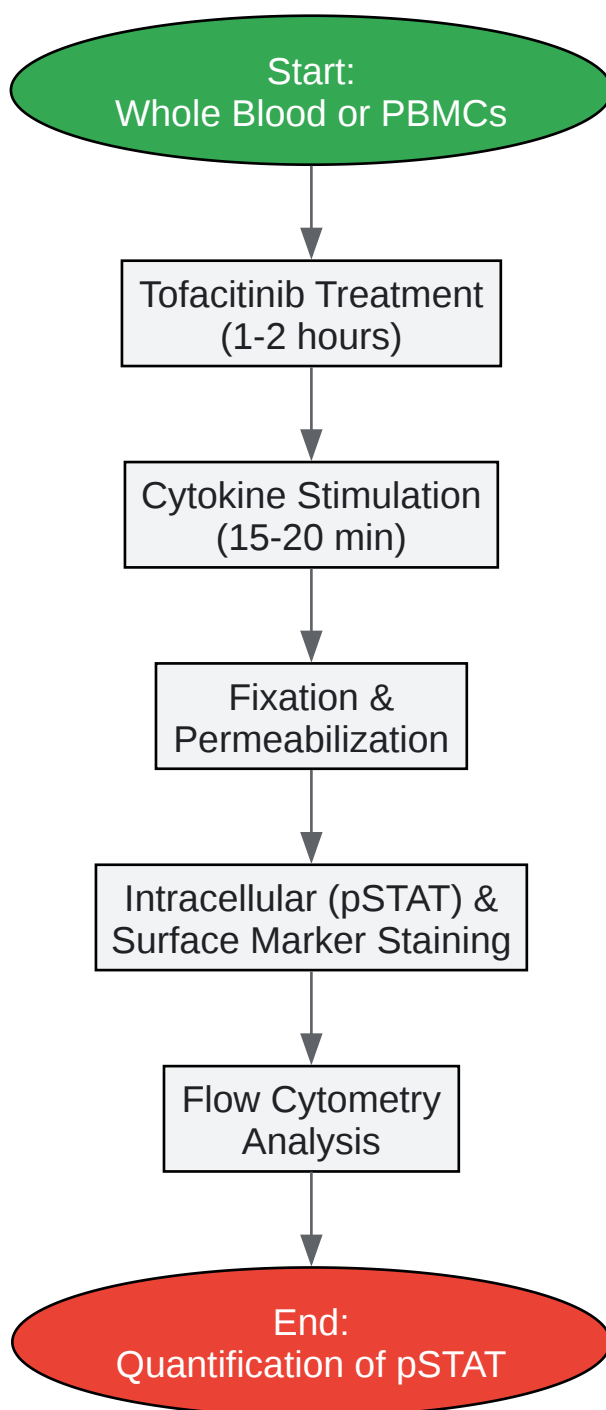 Start:
Whole Blood or PBMCs
Tofacitinib Treatment
(1-2 hours)
Cytokine Stimulation
(15-20 min)
Fixation &
Permeabilization
Intracellular (pSTAT) &
Surface Marker Staining
Flow Cytometry
Analysis
End:
Quantification of pSTAT